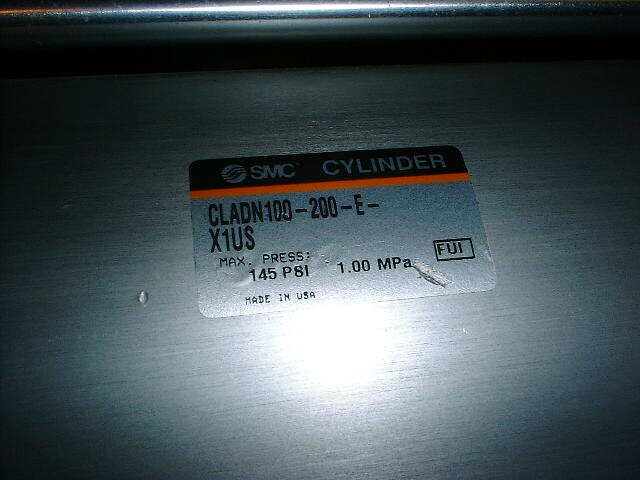 SMC CYLINDER
CLADN100-200-E-
X1US
MAX. PRESS:
145 PSI 1.00 MPa
FUI
MADE IN USA